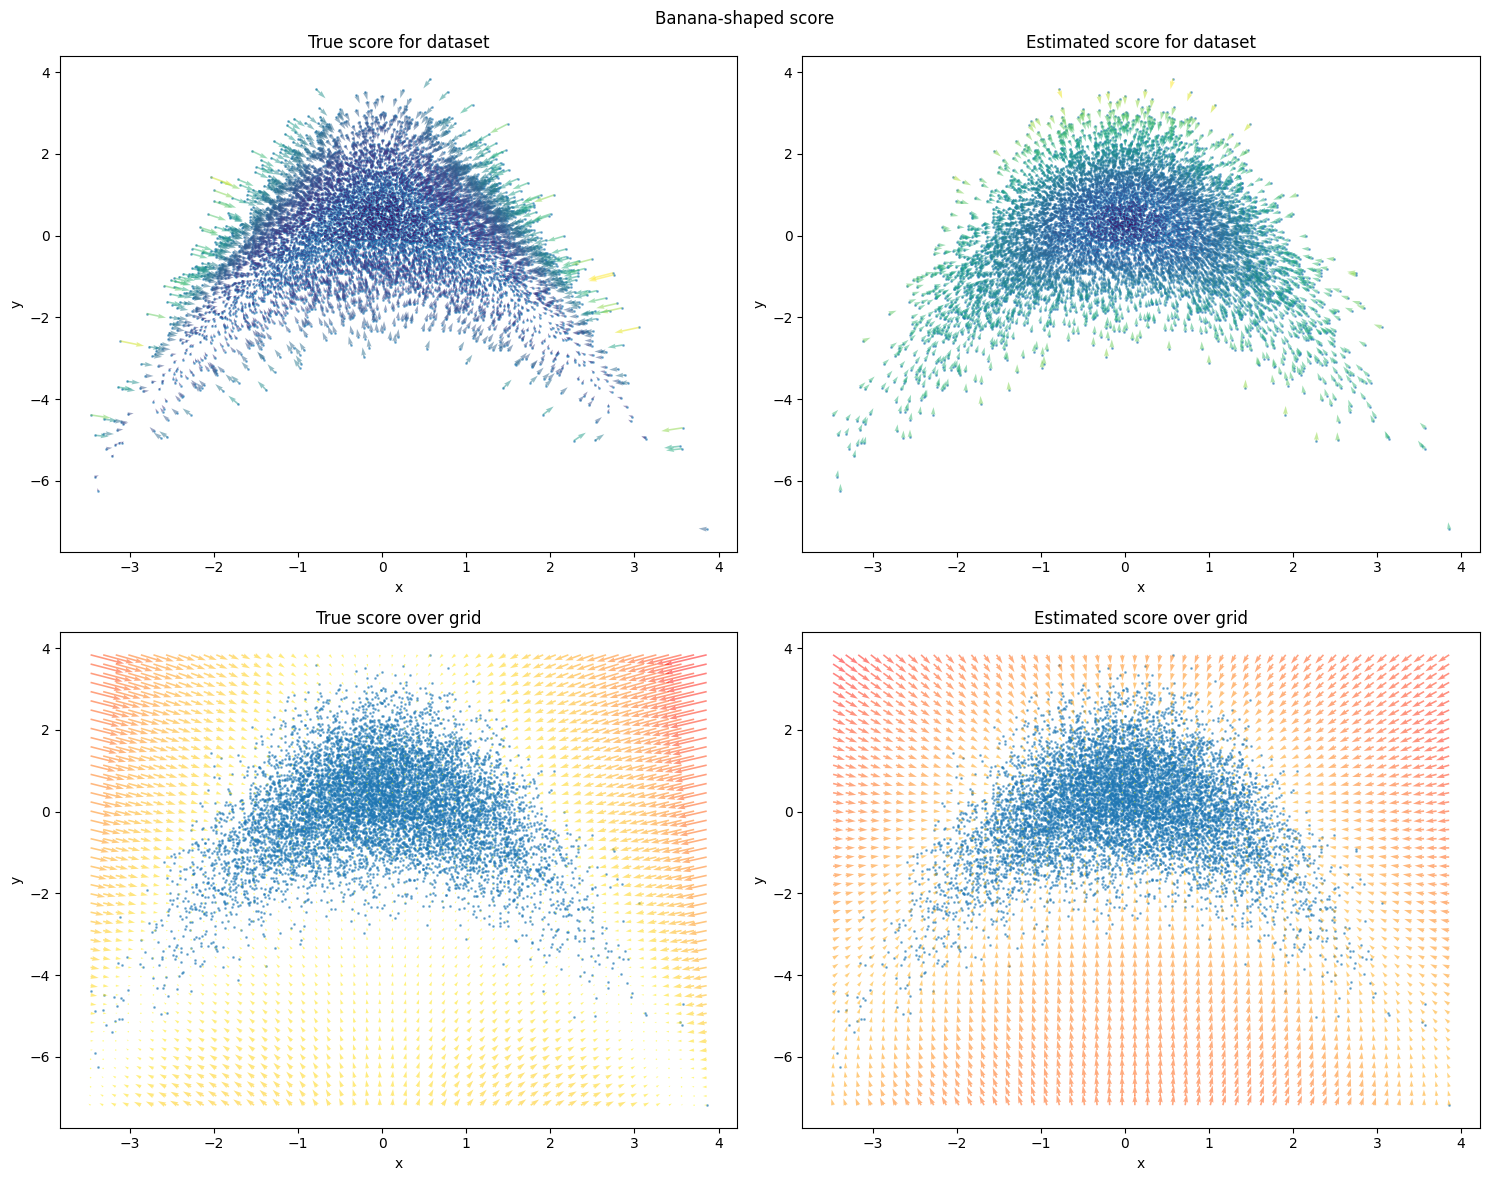 Banana-shaped score
True score for dataset
Estimated score for dataset
4
2
0
−2
−4
−6
y
−3 −2 −1 0 1 2 3 4
x
4
2
0
−2
−4
−6
y
−3 −2 −1 0 1 2 3 4
x
True score over grid
Estimated score over grid
4
2
0
−2
−4
−6
y
−3 −2 −1 0 1 2 3 4
x
4
2
0
−2
−4
−6
y
−3 −2 −1 0 1 2 3 4
x